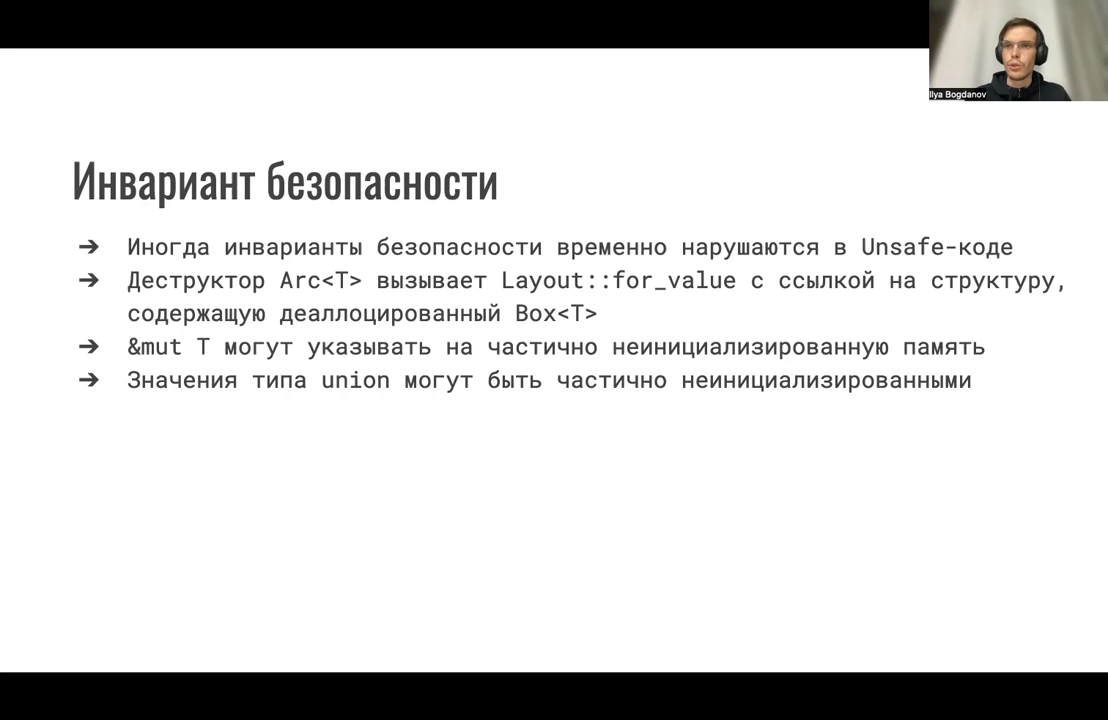 Ilya Bogdanov
Инвариант безопасности
➔ Иногда инварианты безопасности временно нарушаются в Unsafe-коде
➔ Деструктор Arc<T> вызывает Layout::for_value с ссылкой на структуру,
содержащую деаллоцированный Box<T>
➔ &mut T могут указывать на частично неинициализированную память
➔ Значения типа union могут быть частично неинициализированными